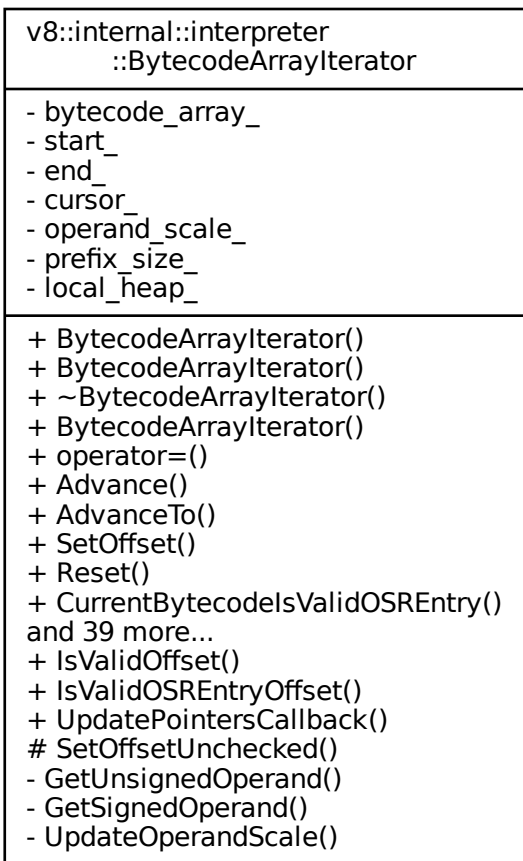 v8::internal::interpreter
::BytecodeArrayIterator
- bytecode_array_
- start_
- end_
- cursor_
- operand_scale_
- prefix_size_
- local_heap_
+ BytecodeArrayIterator()
+ BytecodeArrayIterator()
+ ~BytecodeArrayIterator()
+ BytecodeArrayIterator()
+ operator=()
+ Advance()
+ AdvanceTo()
+ SetOffset()
+ Reset()
+ CurrentBytecodeIsValidOSREntry()
and 39 more...
+ IsValidOffset()
+ IsValidOSREntryOffset()
+ UpdatePointersCallback()
# SetOffsetUnchecked()
- GetUnsignedOperand()
- GetSignedOperand()
- UpdateOperandScale()